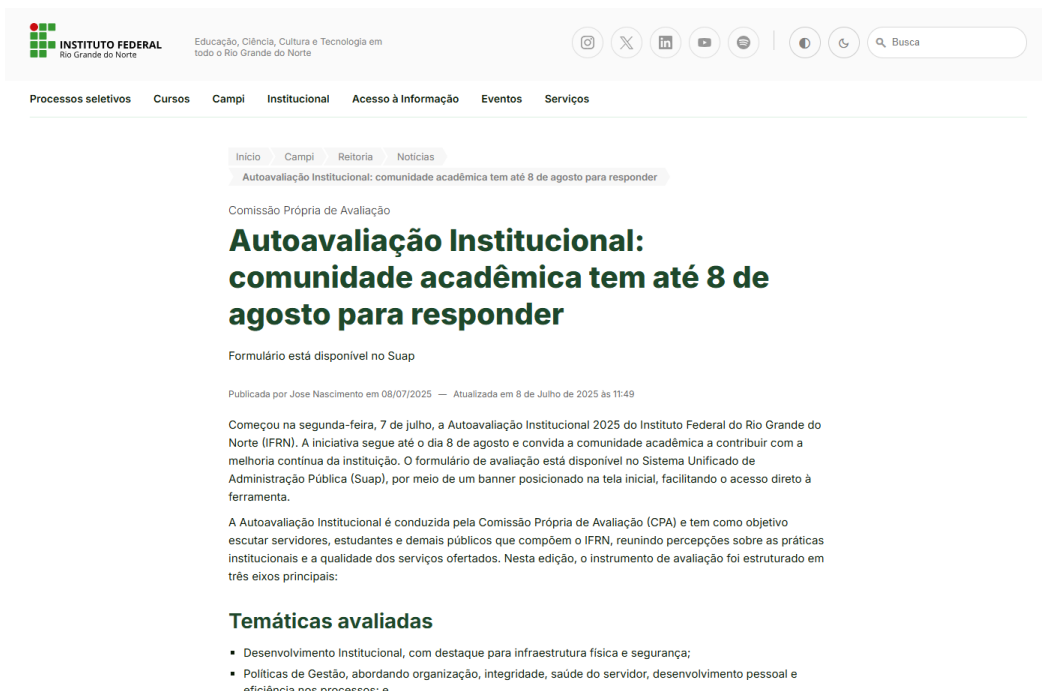 INSTITUTO FEDERAL
Rio Grande do Norte
Educação, Ciência, Cultura e Tecnologia em
todo o Rio Grande do Norte
Busca
Processos seletivos Cursos Campi Institucional Acesso à Informação Eventos Serviços
Início Campi Reitoria Notícias
Autoavaliação Institucional: comunidade acadêmica tem até 8 de agosto para responder
Comissão Própria de Avaliação
Autoavaliação Institucional:
comunidade acadêmica tem até 8 de
agosto para responder
Formulário está disponível no Suap
Publicada por Jose Nascimento em 08/07/2025 — Atualizada em 8 de Julho de 2025 às 11:49
Começou na segunda-feira, 7 de julho, a Autoavaliação Institucional 2025 do Instituto Federal do Rio Grande do
Norte (IFRN). A iniciativa segue até o dia 8 de agosto e convida a comunidade acadêmica a contribuir com a
melhoria contínua da instituição. O formulário de avaliação está disponível no Sistema Unificado de
Administração Pública (Suap), por meio de um banner posicionado na tela inicial, facilitando o acesso direto à
ferramenta.
A Autoavaliação Institucional é conduzida pela Comissão Própria de Avaliação (CPA) e tem como objetivo
escutar servidores, estudantes e demais públicos que compõem o IFRN, reunindo percepções sobre as práticas
institucionais e a qualidade dos serviços ofertados. Nesta edição, o instrumento de avaliação foi estruturado em
três eixos principais:
Temáticas avaliadas
▪ Desenvolvimento Institucional, com destaque para infraestrutura física e segurança;
▪ Políticas de Gestão, abordando organização, integridade, saúde do servidor, desenvolvimento pessoal e
eficiência nos processos; e